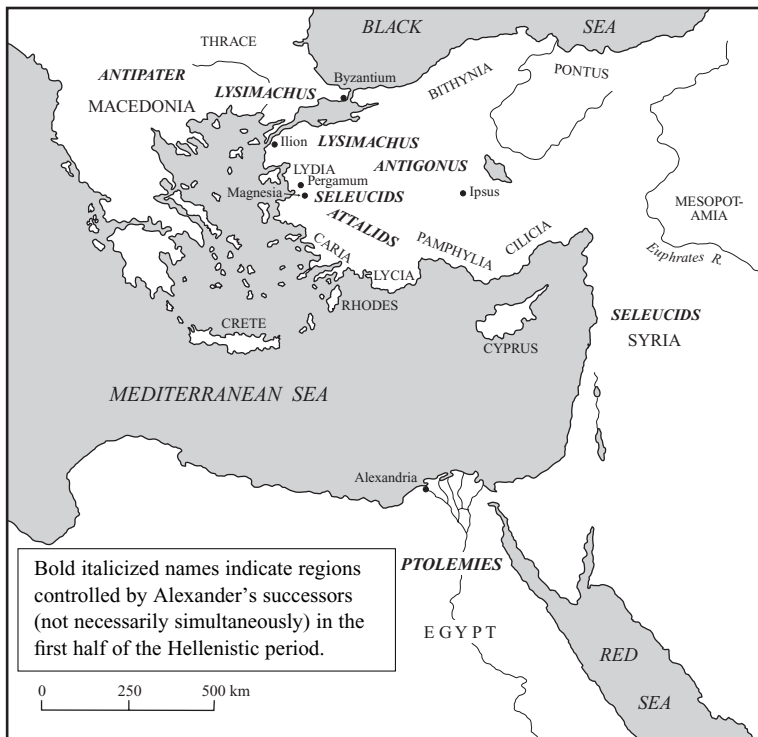 BLACK SEA
THRACE
ANTIPATER
Byzantium
BITHYNIA
PONTUS
LYSIMACHUS
MACEDONIA
Ilion
LYSIMACHUS
ANTIGONUS
LYDIA
Pergamum
Magnesia
SELEUCIDS
Ipsus
MESOPOT-
AMIA
ATTALIDS
CARIA
PAMPHYLIA
CILICIA
Euphrates R.
LYCIA
RHODES
SELEUCIDS
SYRIA
CRETE
CYPRUS
MEDITERRANEAN SEA
Alexandria
PTOLEMIES
EGYPT
RED
SEA
Bold italicized names indicate regions
controlled by Alexander’s successors
(not necessarily simultaneously) in the
first half of the Hellenistic period.
0 250 500 km